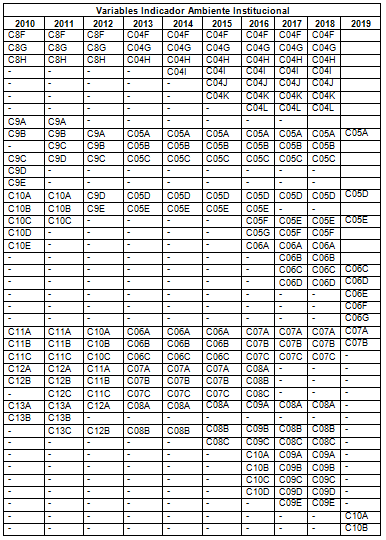 Variables Indicador Ambiente Institucional
2010 2011 2012 2013 2014 2015 2016 2017 2018 2019
C8F C8F C8F C04F C04F C04F C04F C04F C04F
C8G C8G C8G C04G C04G C04G C04G C04G C04G
C8H C8H C8H C04H C04H C04H C04H C04H C04H
- - - - C04I C04I C04I C04I C04I
- - - - - C04J C04J C04J C04J
- - - - - C04K C04K C04K C04K
- - - - - - C04L C04L C04L
C9A C9A - - - - - - -
C9B C9B C9A C05A C05A C05A C05A C05A C05A C05A
- C9C C9B C05B C05B C05B C05B C05B C05B
C9C C9D C9C C05C C05C C05C C05C C05C C05C
C9D - - - - - - - -
C9E - - - - - - - -
C10A C10A C9D C05D C05D C05D C05D C05D C05D C05D
C10B C10B C9E C05E C05E C05E C05E - -
C10C C10C - - - - C05F C05E C05E C05E
C10D - - - - - C05G C05F C05F
C10E - - - - - C06A C06A C06A
- - - - - - - C06B C06B
- - - - - - - C06C C06C C06C
- - - - - - - C06D C06D C06D
- - - - - - - - - C06E
- - - - - - - - - C06F
- - - - - - - - - C06G
C11A C11A C10A C06A C06A C06A C07A C07A C07A C07A
C11B C11B C10B C06B C06B C06B C07B C07B C07B C07B
C11C C11C C10C C06C C06C C06C C07C C07C C07C -
C12A C12A C11A C07A C07A C07A C08A - - -
C12B C12B C11B C07B C07B C07B C08B - - -
- C12C C11C C07C C07C C07C C08C - - -
C13A C13A C12A C08A C08A C08A C09A C08A C08A -
C13B C13B - - - - - - - -
- C13C C12B C08B C08B C08B C09B C08B C08B -
- - - - - C08C C09C C08C C08C -
- - - - - - C10A C09A C09A -
- - - - - - C10B C09B C09B -
- - - - - - C10C C09C C09C -
- - - - - - C10D C09D C09D -
- - - - - - - C09E C09E -
- - - - - - - - - C10A
- - - - - - - - - C10B